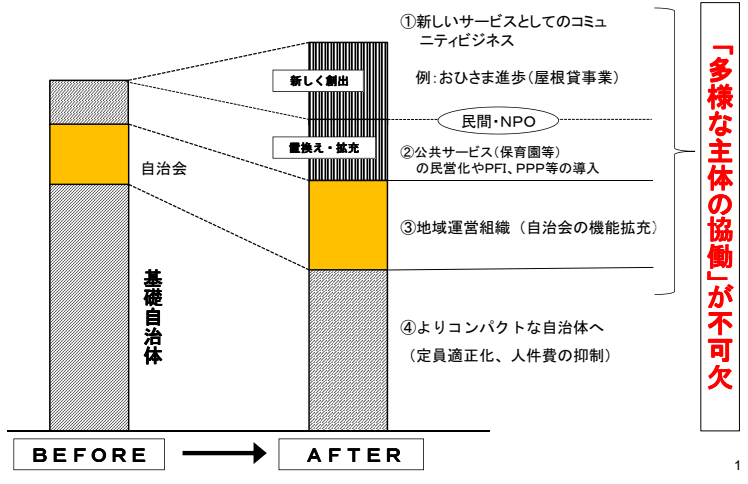 ①新しいサービスとしてのコミュ
ニティビジネス
例：おひさま進歩（屋根貸事業）
新しく創出
民間・NPO
置換え・拡充
②公共サービス（保育園等）
の民営化やPFI、PPP等の導入
自治会
③地域運営組織 （自治会の機能拡充）
基礎自治体
④よりコンパクトな自治体へ
（定員適正化、人件費の抑制）
「多様な主体の協働」が不可欠
BEFORE
AFTER
1